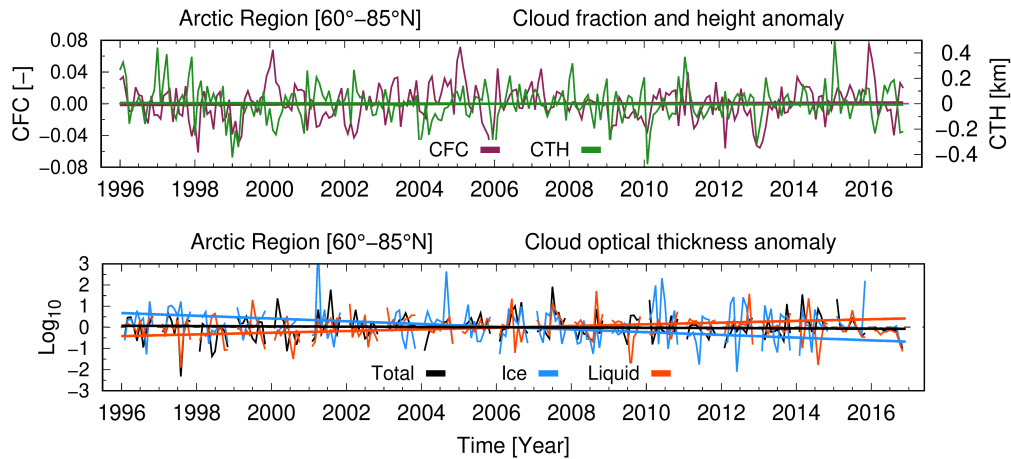 Arctic Region [60°−85°N] Cloud fraction and height anomaly
0.08
0.04
0.00
−0.04
−0.08
CFC [−]
0.4
0.2
0
−0.2
−0.4
CTH [km]
CFC CTH
1996 1998 2000 2002 2004 2006 2008 2010 2012 2014 2016
Arctic Region [60°−85°N] Cloud optical thickness anomaly
3
2
1
0
−1
−2
−3
Log10
Total Ice Liquid
1996 1998 2000 2002 2004 2006 2008 2010 2012 2014 2016
Time [Year]